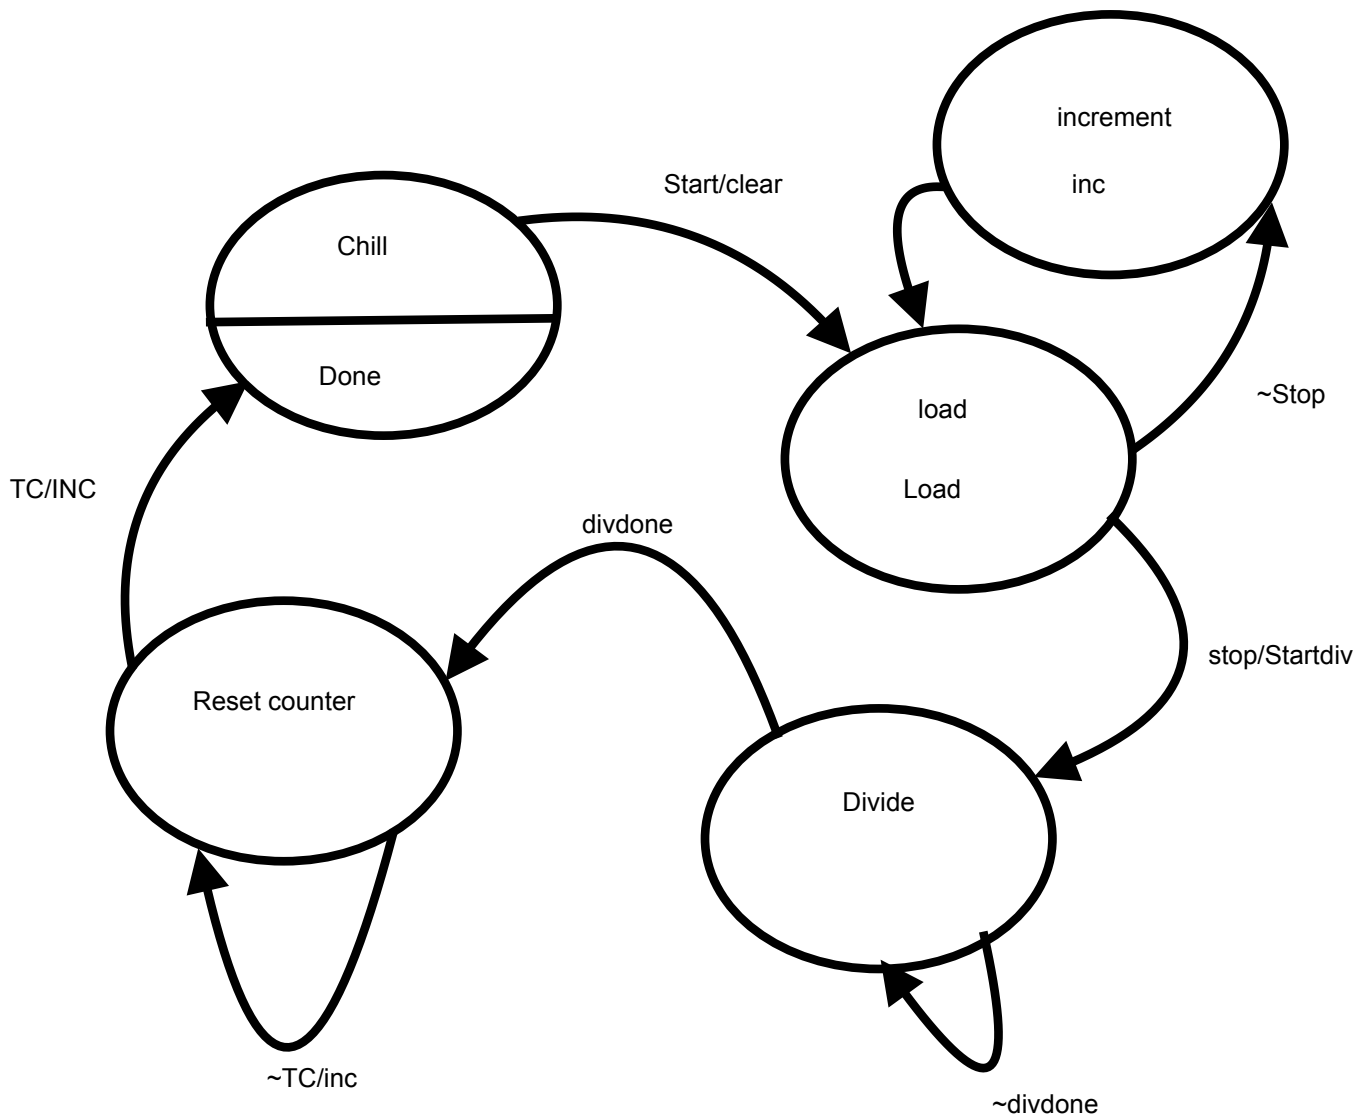 increment
inc
Start/clear
Chill
Done
~Stop
load
Load
TC/INC
divdone
stop/Startdiv
Reset counter
Divide
~TC/inc
~divdone